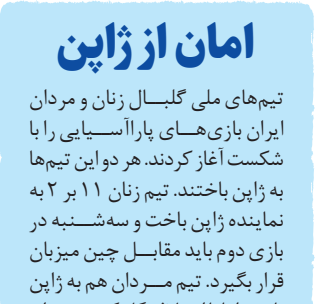 امان از ژاپن
تیم‌های ملی گلبال زنان و مردان
ایران بازی‌های پاراآسیایی را با
شکست آغاز کردند. هر دو این تیم‌ها
به ژاپن باختند. تیم زنان ۱۱ بر ۲ به
نماینده ژاپن باخت و سه‌شنبه در
بازی دوم باید مقابل چین میزبان
قرار بگیرد. تیم مردان هم به ژاپن